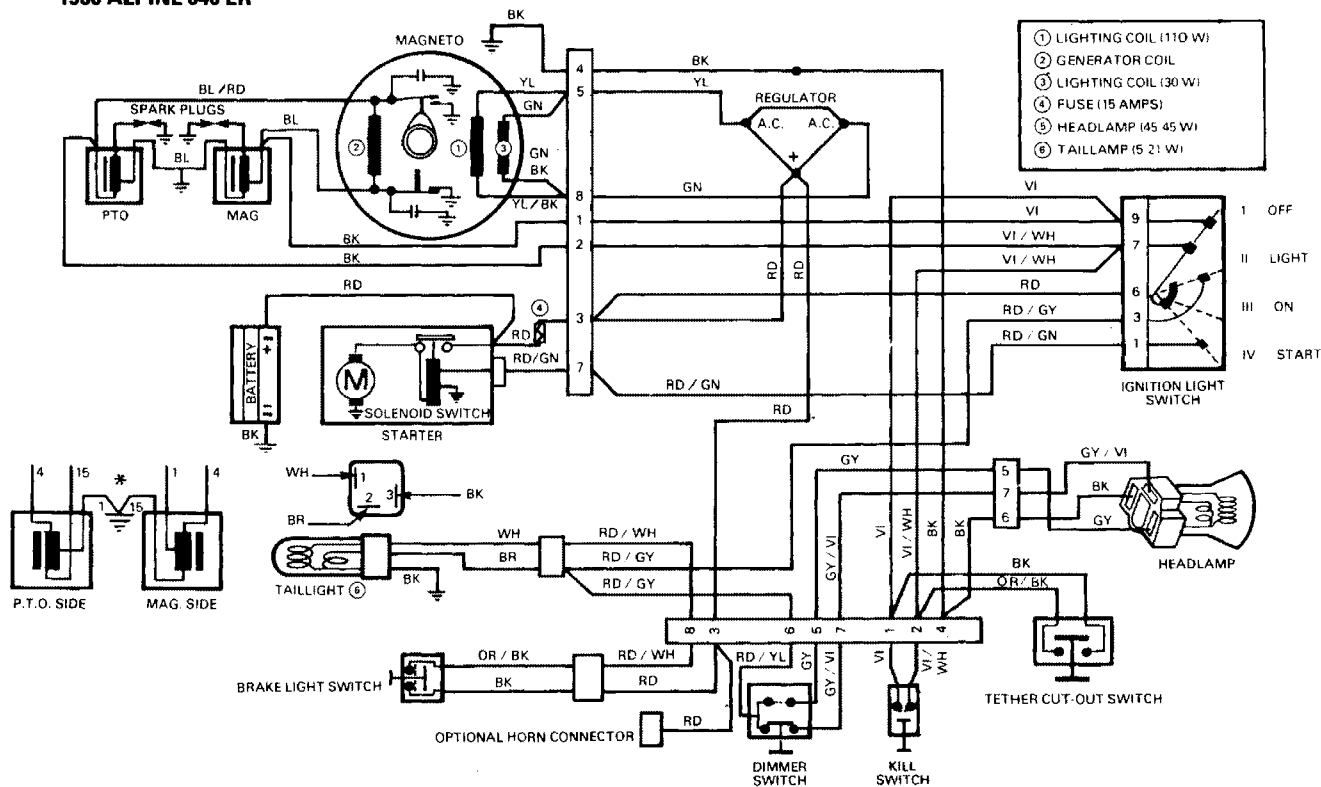 MAGNETO
BK
BL/RD
SPARK PLUGS
BL
BL
PTO
MAG
2
1
3
YL
GN
GN
BK
YL/BK
4
5
8
1
2
3
7
BK
YL
REGULATOR
A.C. A.C.
+
GN
BK
BK
RD
RD
1 LIGHTING COIL (110 W)
2 GENERATOR COIL
3 LIGHTING COIL (30 W)
4 FUSE (15 AMPS)
5 HEADLAMP (45 45 W)
6 TAILLAMP (5 21 W)
VI
VI
VI / WH
VI / WH
RD
RD / GY
RD / GN
9
7
6
3
1
I OFF
II LIGHT
III ON
IV START
IGNITION LIGHT
SWITCH
RD
4
RD
RD/GN
BATTERY
+
BK
M
SOLENOID SWITCH
STARTER
RD / GN
RD
4 15 * 1 4
1 15
P.T.O. SIDE
MAG. SIDE
WH
1
2
3
BK
BR
WH
BR
BK
TAILLIGHT 6
RD / WH
RD / GY
RD / GY
GY
GY / VI
VI
VI / WH
BK
BK
5
7
6
GY / VI
BK
GY
HEADLAMP
BK
OR / BK
8 3 6 5 7 1 2 4
TETHER CUT-OUT SWITCH
BRAKE LIGHT SWITCH
OR / BK
BK
RD / WH
RD
RD / YL
GY
GY / VI
VI
VI / WH
OPTIONAL HORN CONNECTOR
RD
DIMMER
SWITCH
KILL
SWITCH